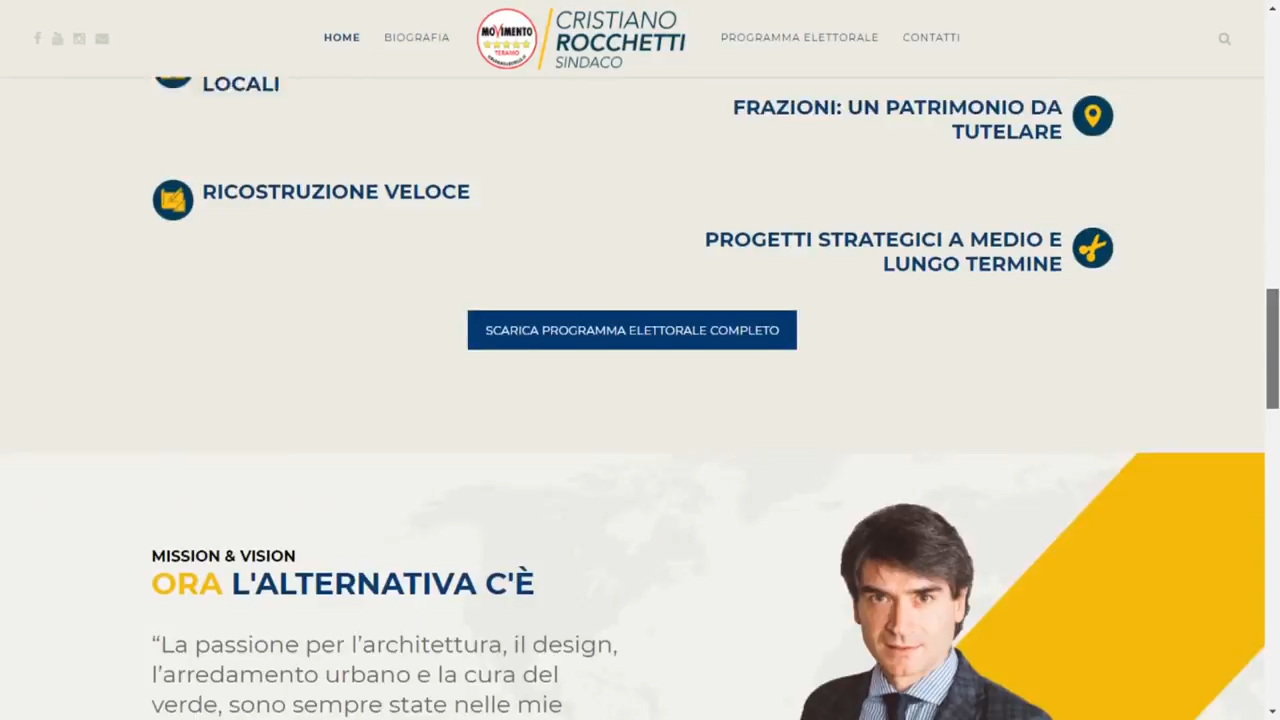 HOME
BIOGRAFIA
MOVIMENTO
TERAMO
CRISTIANO
ROCCHETTI
SINDACO
PROGRAMMA ELETTORALE
CONTATTI
LOCALI
FRAZIONI: UN PATRIMONIO DA
TUTELARE
RICOSTRUZIONE VELOCE
PROGETTI STRATEGICI A MEDIO E
LUNGO TERMINE
SCARICA PROGRAMMA ELETTORALE COMPLETO
MISSION & VISION
ORA L'ALTERNATIVA C'È
“La passione per l’architettura, il design,
l’arredamento urbano e la cura del
verde, sono sempre state nelle mie